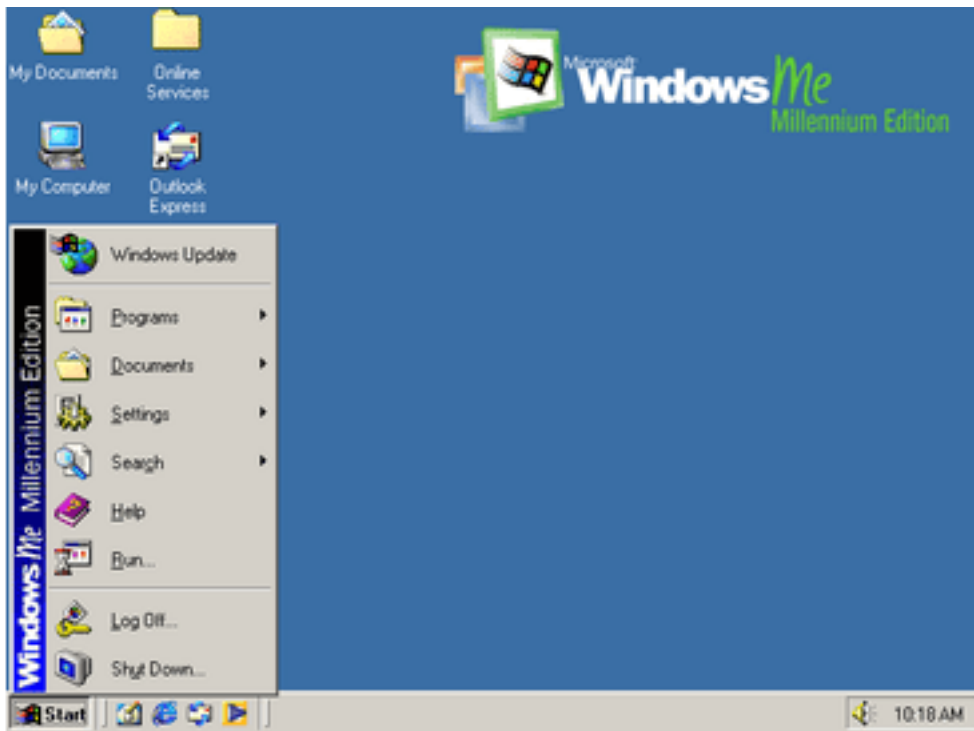 My Documents
Online
Services
Microsoft
Windows Me
Millennium Edition
My Computer
Outlook
Express
Windows Me Millennium Edition
Windows Update
Programs
Documents
Settings
Search
Help
Run...
Log Off...
Shut Down...
Start
10:18 AM